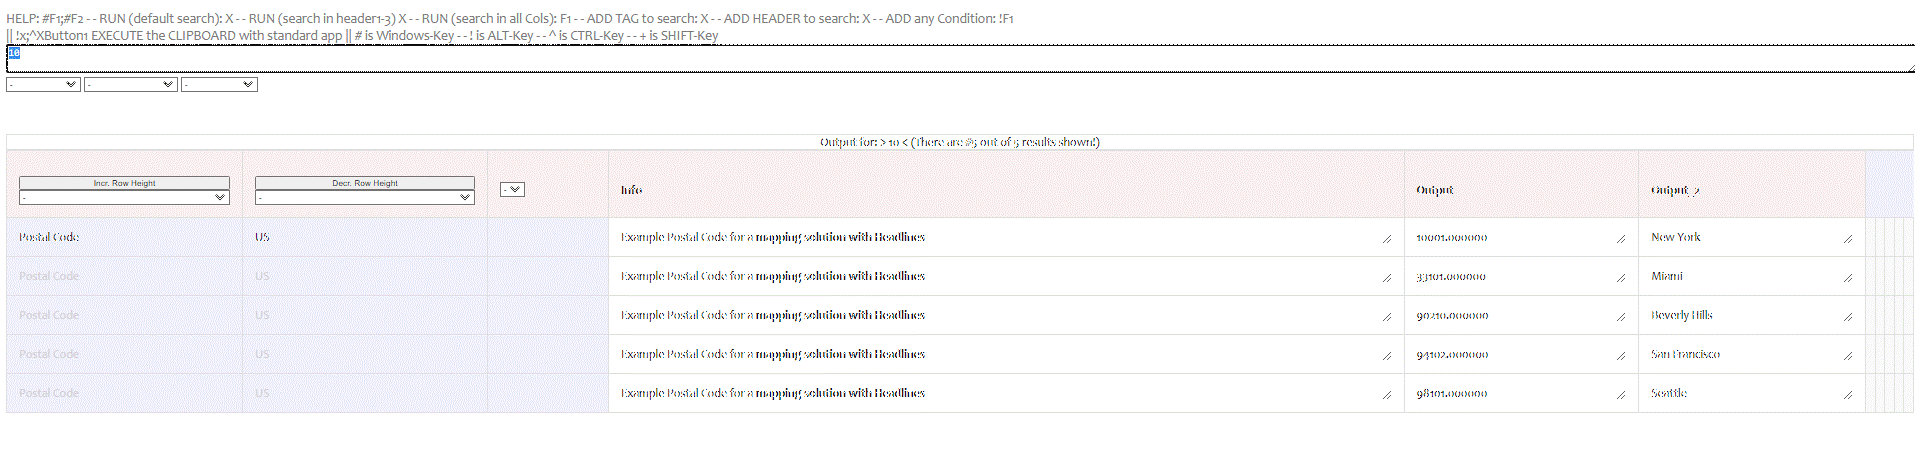 HELP: #F1;#F2 - - RUN (default search): X - - RUN (search in header1-3) X - - RUN (search in all Cols): F1 - - ADD TAG to search: X - - ADD HEADER to search: X - - ADD any Condition: !F1
|| !x;^XButton1 EXECUTE the CLIPBOARD with standard app || # is Windows-Key - - ! is ALT-Key - - ^ is CTRL-Key - - + is SHIFT-Key
10
- - -
Output for: > 10 < (There are #5 out of 5 results shown!)
Incr. Row Height Decr. Row Height
- - - Info Output Output_2
Postal Code US Example Postal Code for a mapping solution with Headlines 10001.000000 New York
Postal Code US Example Postal Code for a mapping solution with Headlines 33101.000000 Miami
Postal Code US Example Postal Code for a mapping solution with Headlines 90210.000000 Beverly Hills
Postal Code US Example Postal Code for a mapping solution with Headlines 94102.000000 San Francisco
Postal Code US Example Postal Code for a mapping solution with Headlines 98101.000000 Seattle